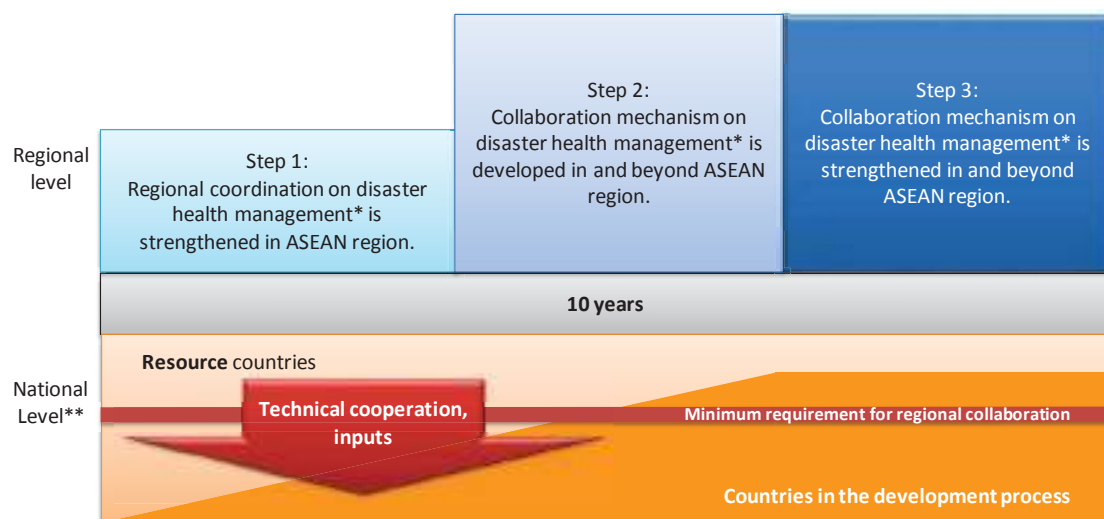 Regional
level
Step 1:
Regional coordination on disaster
health management* is
strengthened in ASEAN region.
Step 2:
Collaboration mechanism on
disaster health management* is
developed in and beyond ASEAN
region.
Step 3:
Collaboration mechanism on
disaster health management* is
strengthened in and beyond
ASEAN region.
10 years
National
Level**
Resource countries
Technical cooperation,
inputs
Minimum requirement for regional collaboration
Countries in the development process